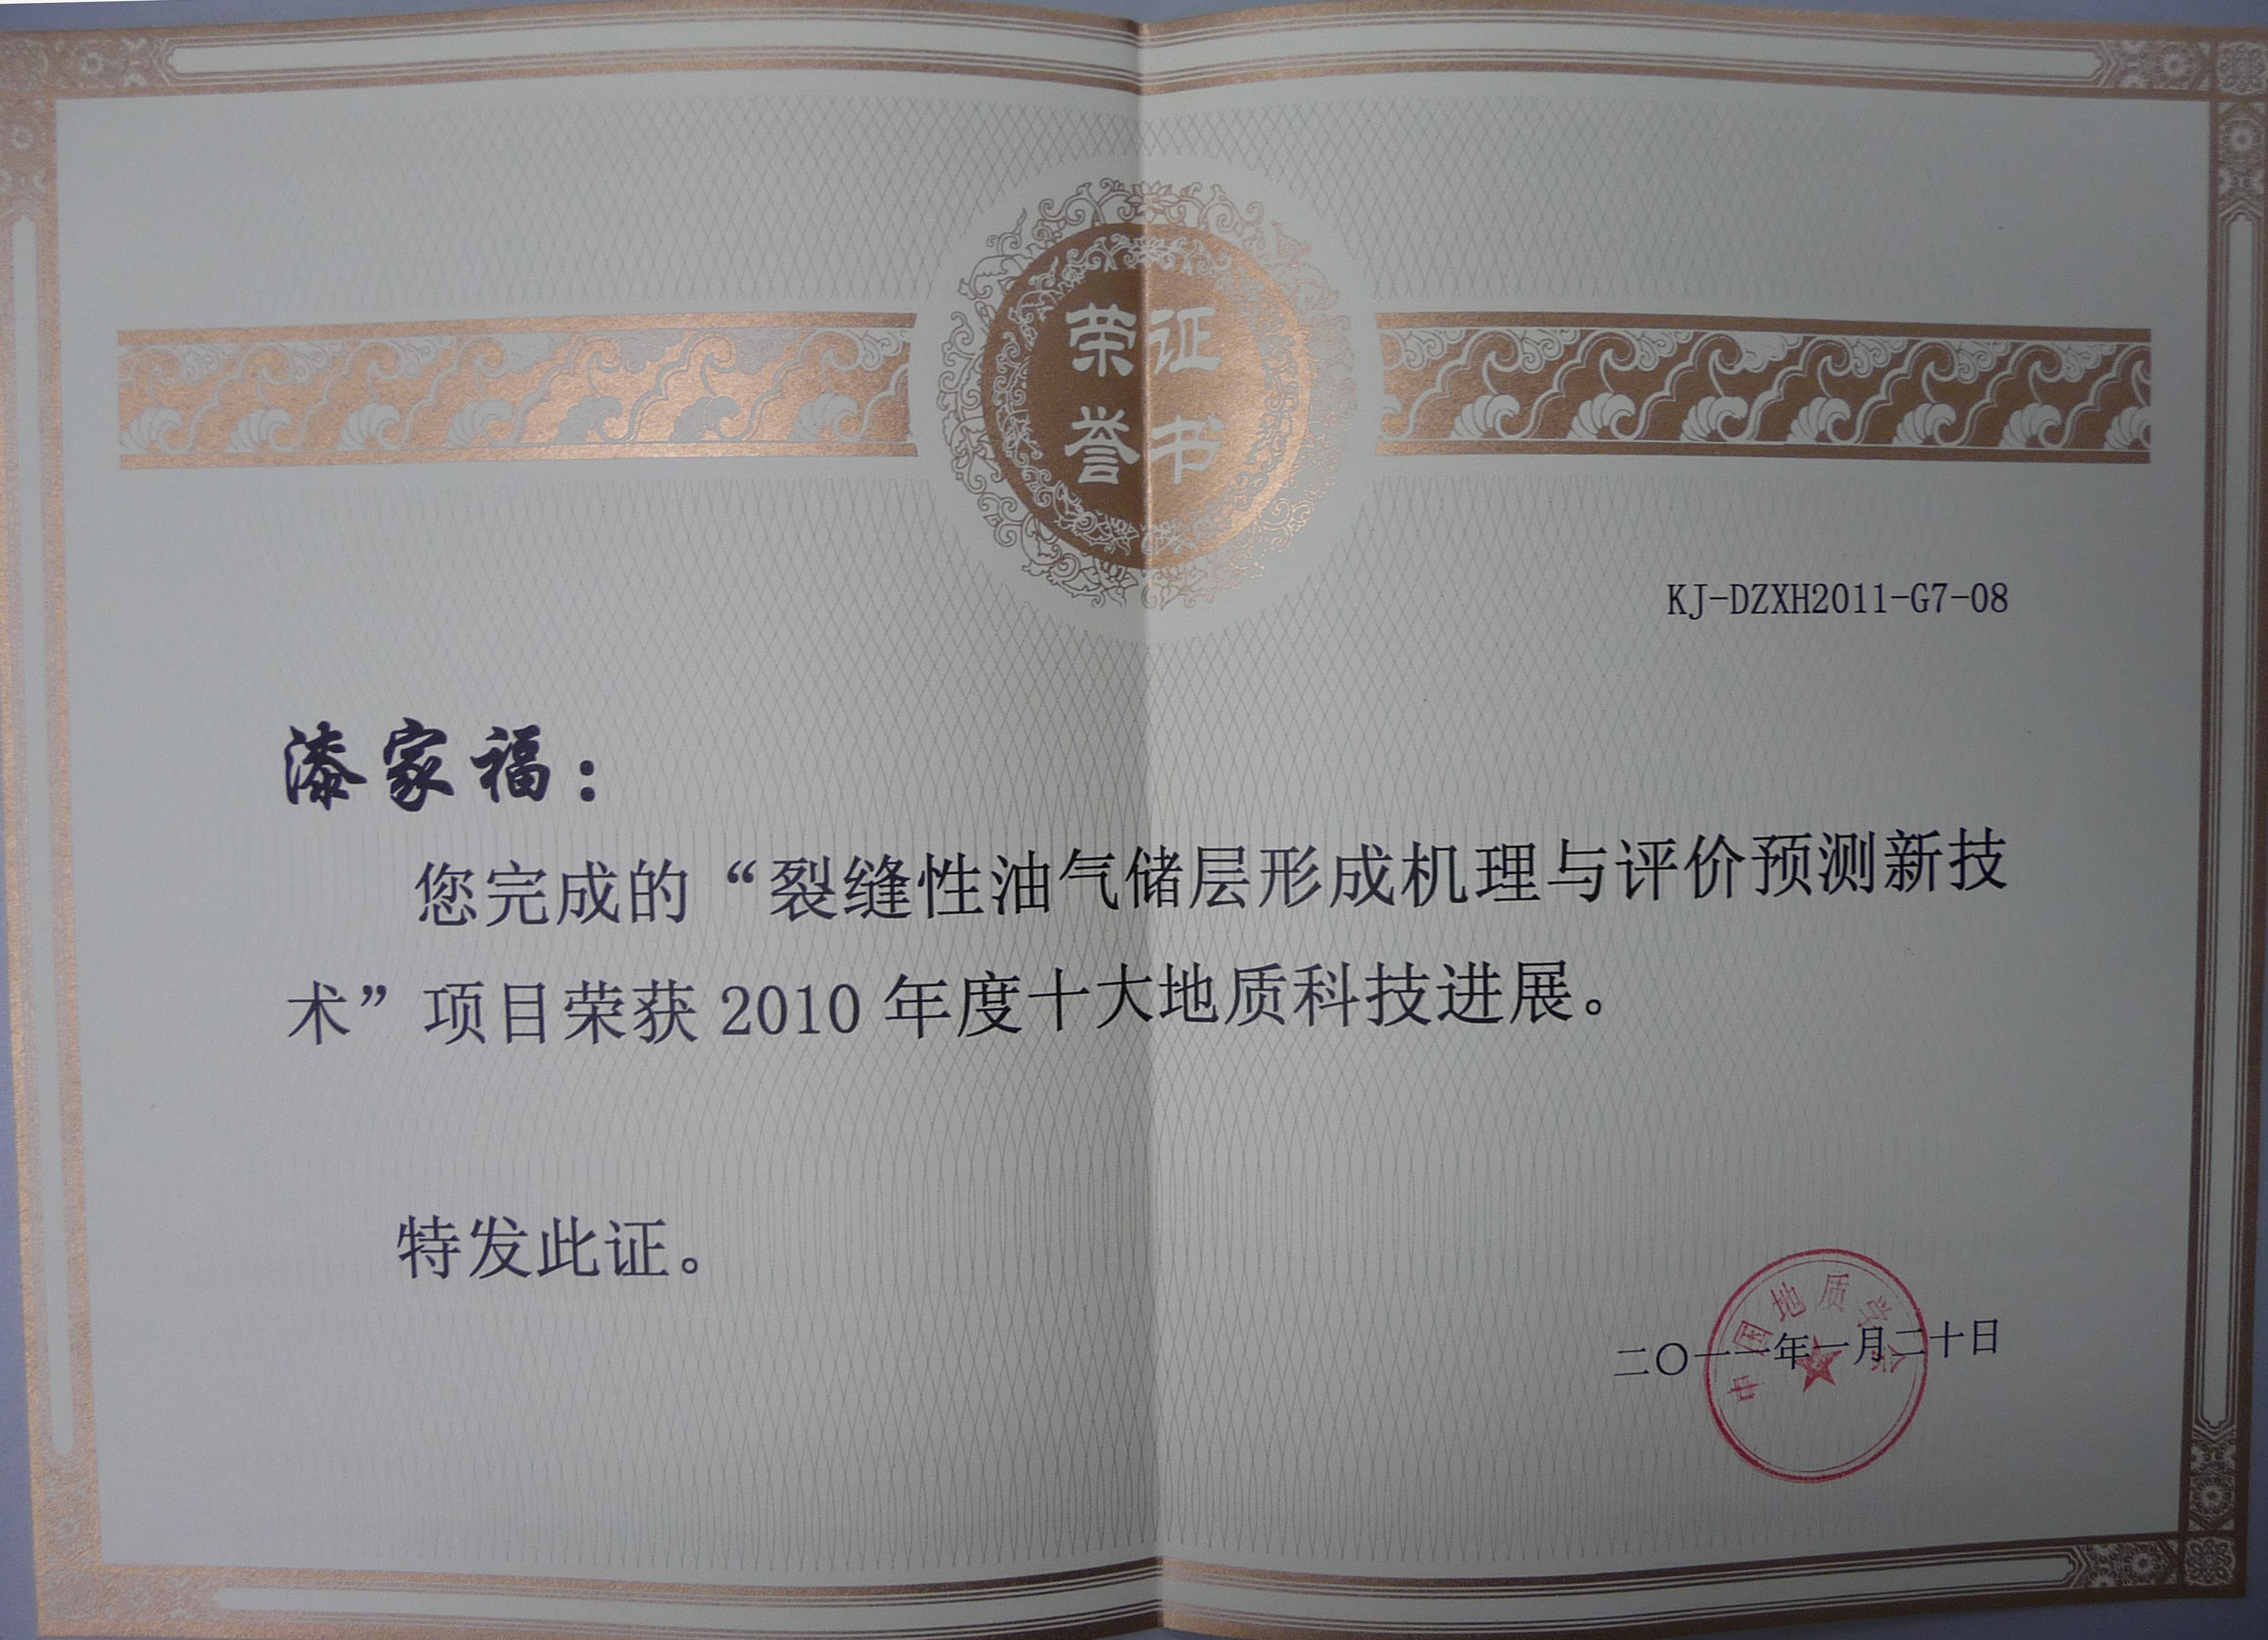 荣誉
证书
KJ-DZXH2011-G7-08
漆家福：
您完成的“裂缝性油气储层形成机理与评价预测新技
术”项目荣获2010年度十大地质科技进展。
特发此证。
中国地质学会
二〇一一年一月二十日